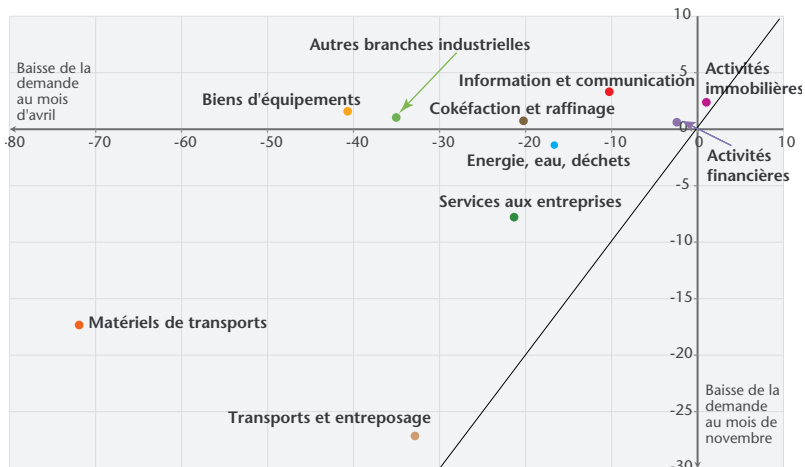 10
Autres branches industrielles
Baisse de la
demande
au mois
d'avril
Information et communication
5
Activités
immobilières
Biens d'équipements
Cokéfaction et raffinage
0
-80
-70
-60
-50
-40
-30
-20
-10
0
10
Energie, eau, déchets
Activités
financières
-5
Services aux entreprises
-10
-15
Matériels de transports
-20
Baisse de la
demande
au mois de
novembre
-25
Transports et entreposage
-30